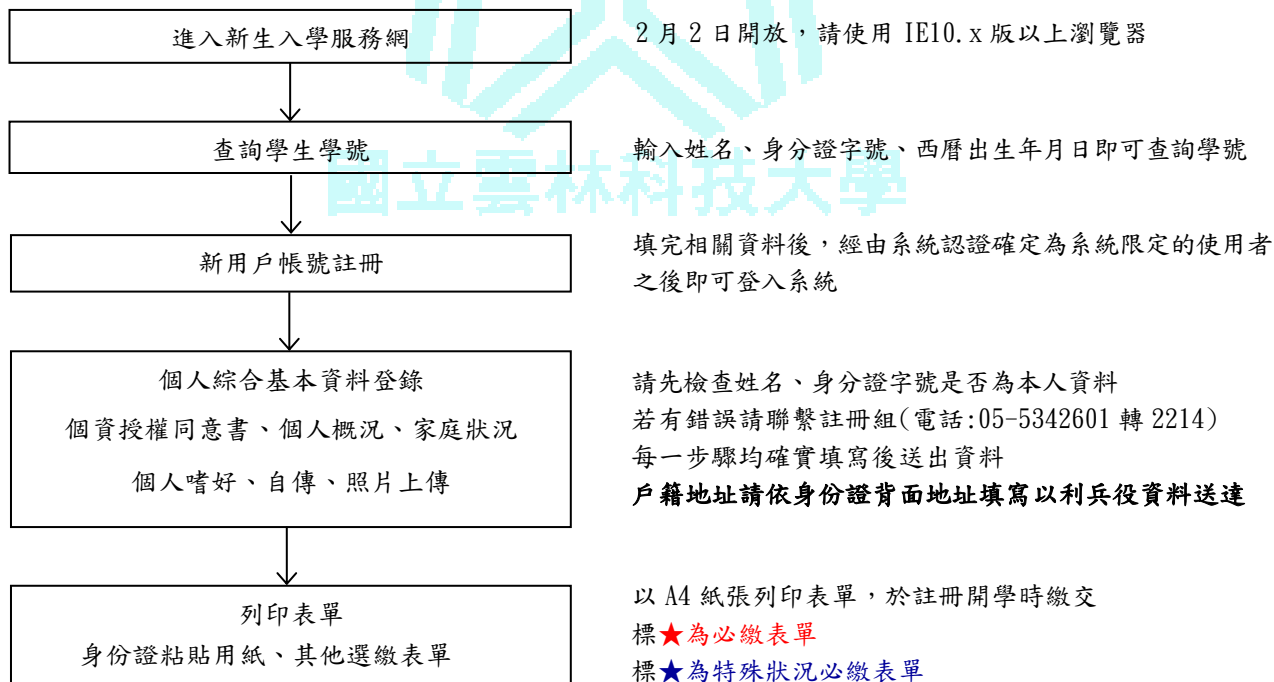 進入新生入學服務網
2月2日開放，請使用 IE10.x 版以上瀏覽器
查詢學生學號
輸入姓名、身分證字號、西曆出生年月日即可查詢學號
國立雲林科技大學
新用戶帳號註冊
填完相關資料後，經由系統認證確定為系統限定的使用者
之後即可登入系統
個人綜合基本資料登錄
個資授權同意書、個人概況、家庭狀況
個人嗜好、自傳、照片上傳
請先檢查姓名、身分證字號是否為本人資料
若有錯誤請聯繫註冊組(電話:05-5342601 轉 2214)
每一步驟均確實填寫後送出資料
戶籍地址請依身份證背面地址填寫以利兵役資料送達
列印表單
身份證粘貼用紙、其他選繳表單
以 A4 紙張列印表單，於註冊開學時繳交
標★為必繳表單
標★為特殊狀況必繳表單